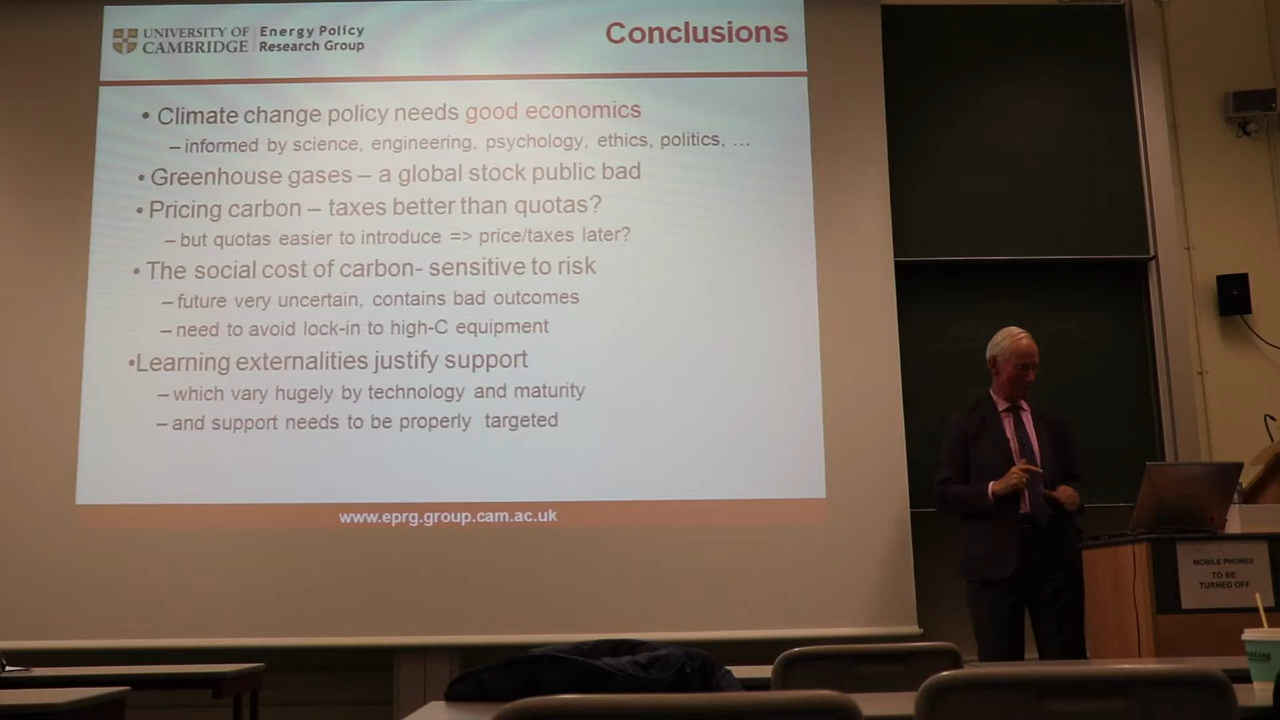 UNIVERSITY OF
CAMBRIDGE
Energy Policy
Research Group
Conclusions
• Climate change policy needs good economics
– informed by science, engineering, psychology, ethics, politics, …
• Greenhouse gases – a global stock public bad
• Pricing carbon – taxes better than quotas?
– but quotas easier to introduce => price/taxes later?
• The social cost of carbon- sensitive to risk
– future very uncertain, contains bad outcomes
– need to avoid lock-in to high-C equipment
•Learning externalities justify support
– which vary hugely by technology and maturity
– and support needs to be properly targeted
www.eprg.group.cam.ac.uk
MOBILE PHONES
TO BE
TURNED OFF